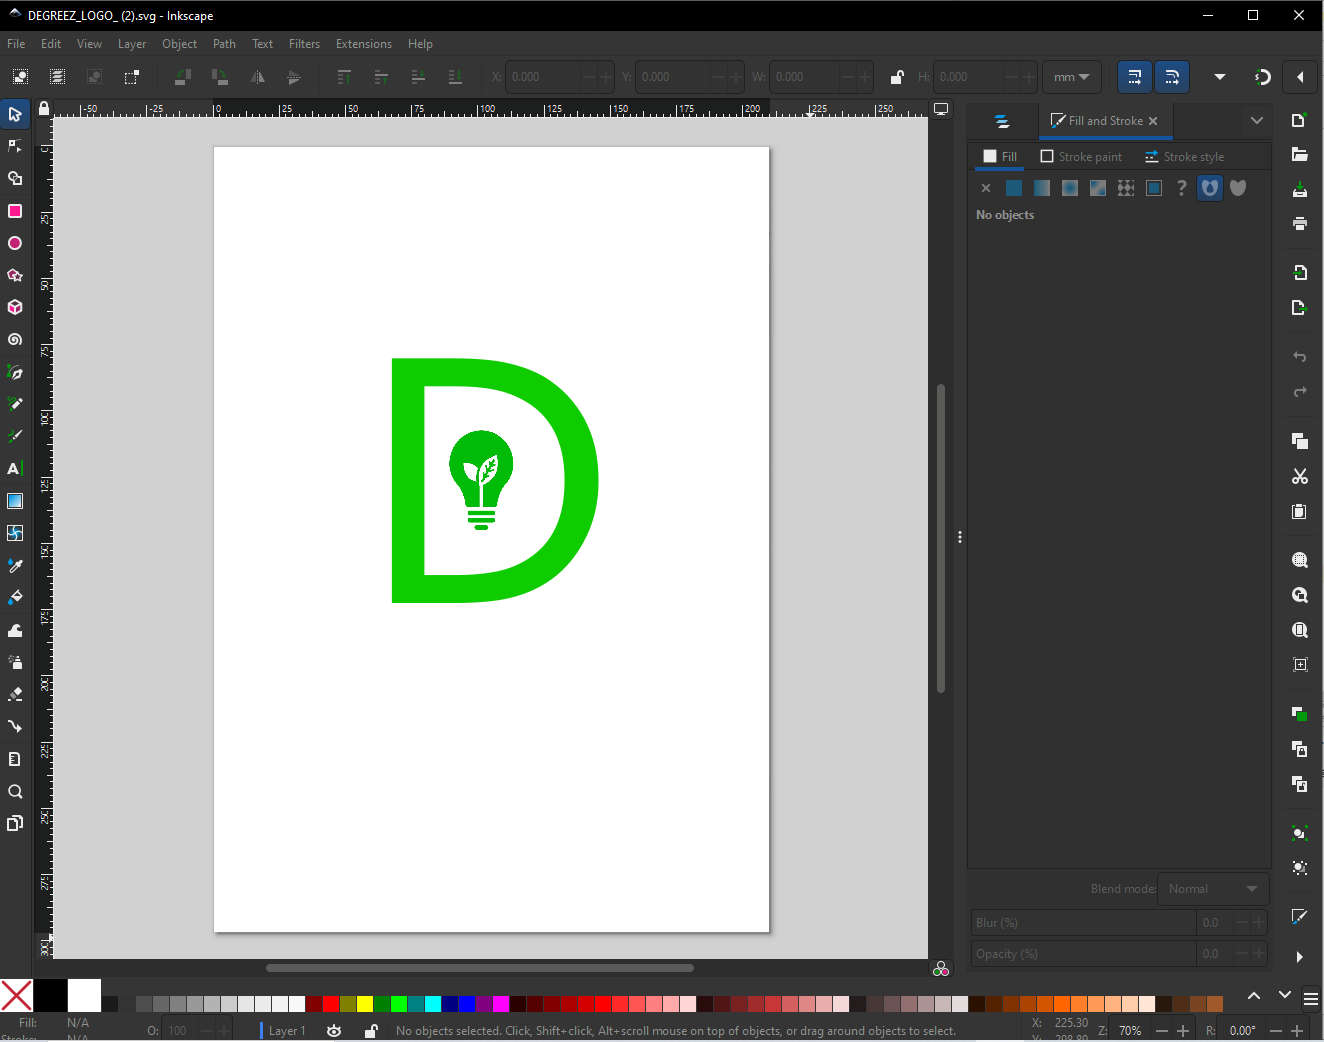 DEGREEZ_LOGO_ (2).svg - Inkscape
File Edit View Layer Object Path Text Filters Extensions Help
X: 0.000 Y: 0.000 W: 0.000 H: 0.000 mm
-50 -25 0 25 50 75 100 125 150 175 200 225 250
0
25
50
75
100
125
150
175
200
225
250
275
300
Fill and Stroke
Fill Stroke paint Stroke style
No objects
D
Blend mode: Normal
Blur (%) 0.0
Opacity (%) 0.0
Fill: N/A
Stroke: N/A
O: 100
Layer 1
No objects selected. Click, Shift+click, Alt+scroll mouse on top of objects, or drag around objects to select.
X: 225.30
Y: 298.89
Z: 70%
R: 0.00°